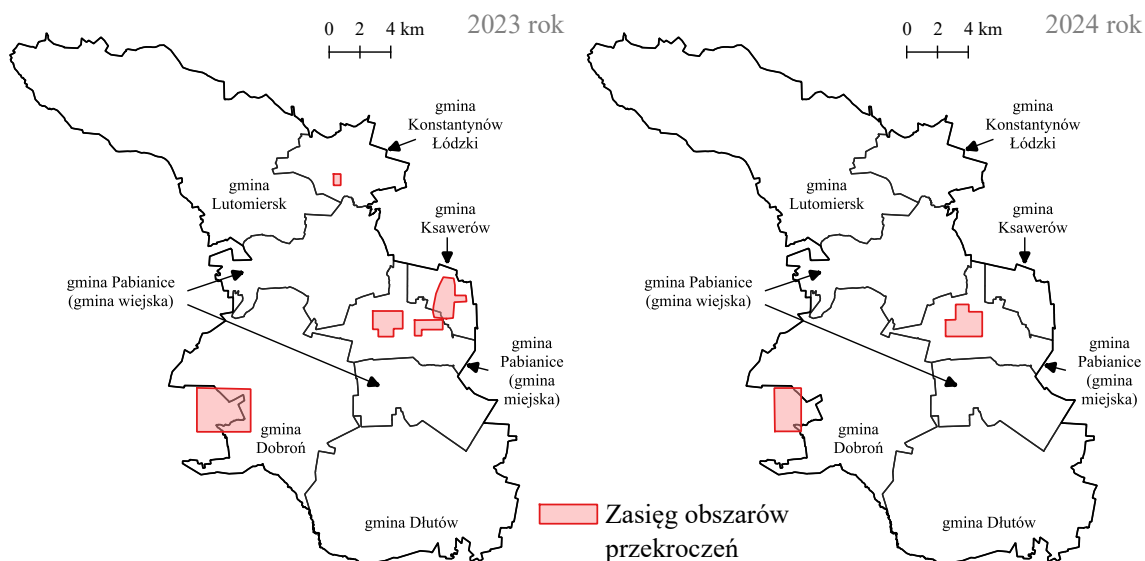 0 2 4 km
2023 rok
gmina
Konstantynów
Łódzki
gmina
Lutomiersk
gmina
Ksawerów
gmina Pabianice
(gmina wiejska)
gmina
Pabianice
(gmina
miejska)
gmina
Dobroń
gmina Dłutów
0 2 4 km
2024 rok
gmina
Konstantynów
Łódzki
gmina
Lutomiersk
gmina
Ksawerów
gmina Pabianice
(gmina wiejska)
gmina
Pabianice
(gmina
miejska)
gmina
Dobroń
gmina Dłutów
Zasięg obszarów
przekroczeń